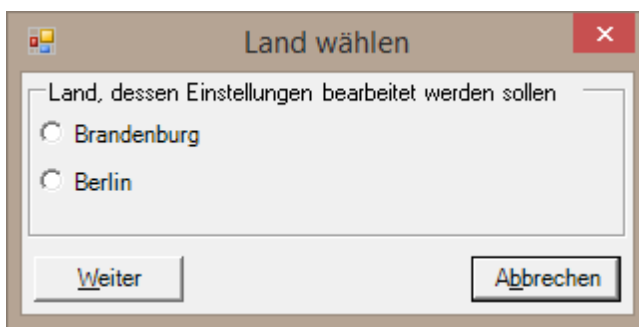 Land wählen
Land, dessen Einstellungen bearbeitet werden sollen
Brandenburg
Berlin
Weiter Abbrechen